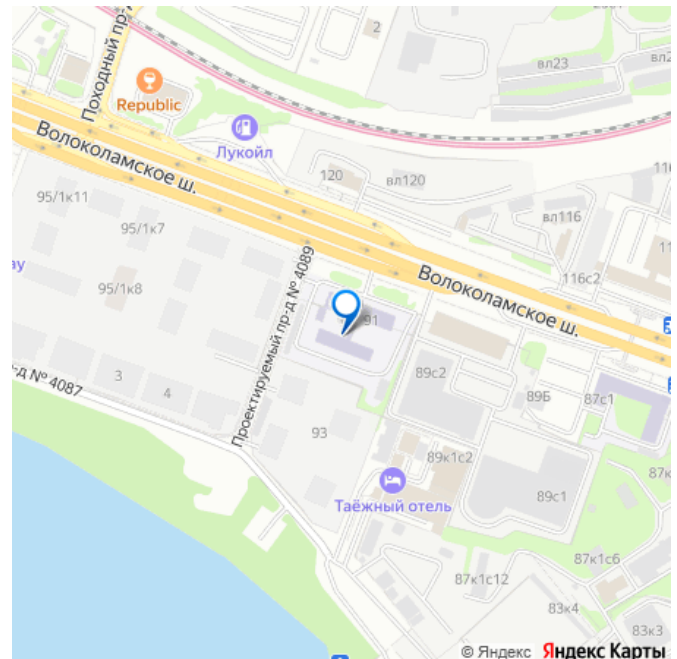 2
вл23
Походный пр-
Republic
Лукойл
Волоколамское ш.
120
вл120
116
95/1к11
вл116
95/1к7
116с2
11
ау
95/1к8
Проектируемый пр-д № 4089
Волоколамское ш.
91
3
4
-д № 4087
89с2
89Б
87с1
93
89к1с2
87к
89с1
Таёжный отель
87к1с6
87к1с12
83к4
83к3
© Яндекс Яндекс Карты